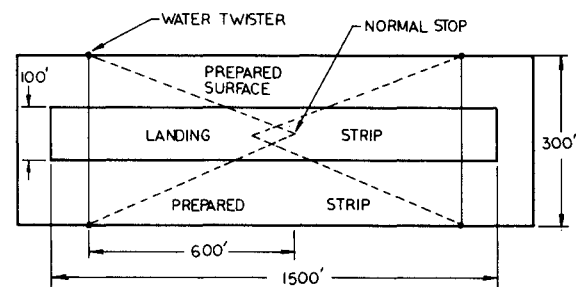 WATER TWISTER
NORMAL STOP
PREPARED
SURFACE
100'
LANDING STRIP
300'
PREPARED STRIP
600'
1500'